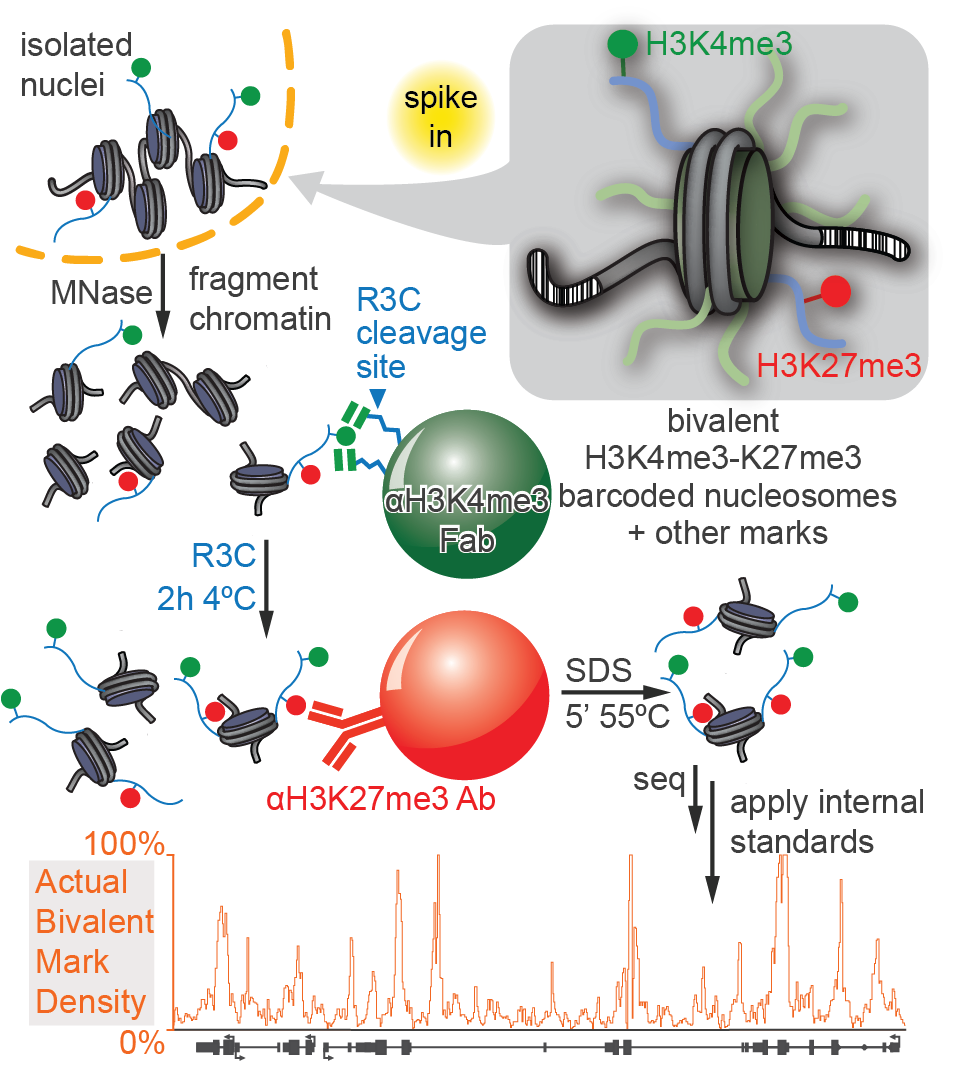 isolated
nuclei
spike
in
H3K4me3
H3K27me3
MNase
fragment
chromatin
R3C
cleavage
site
αH3K4me3
Fab
bivalent
H3K4me3-K27me3
barcoded nucleosomes
+ other marks
R3C
2h 4ºC
αH3K27me3 Ab
SDS
5’ 55ºC
seq
apply internal
standards
100%
Actual
Bivalent
Mark
Density
0%